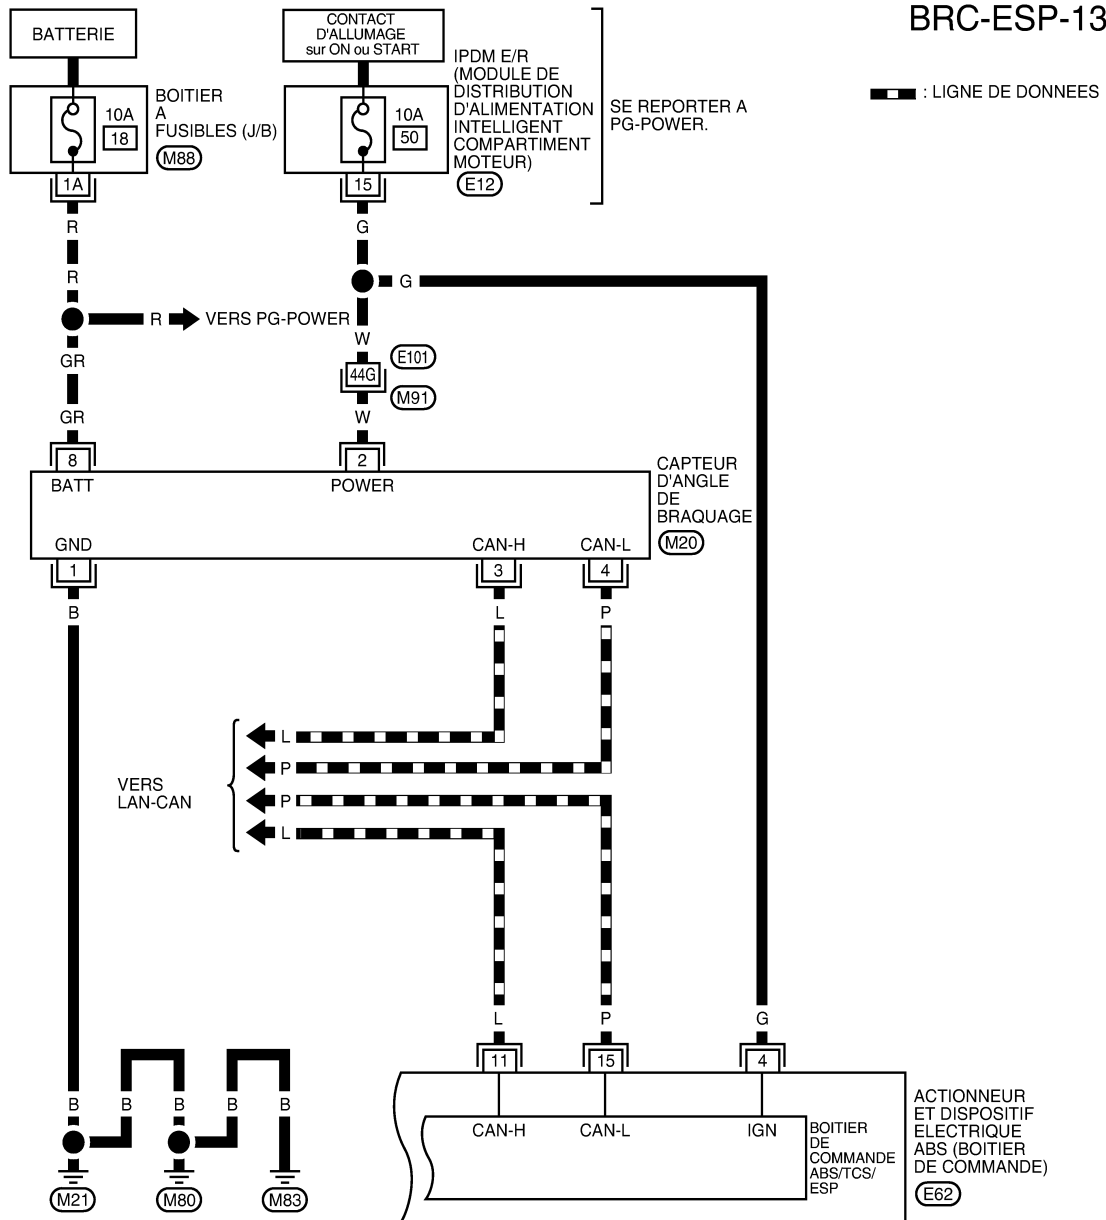 BRC-ESP-13
BATTERIE
CONTACT
D'ALLUMAGE
sur ON ou START
IPDM E/R
(MODULE DE
DISTRIBUTION
D'ALIMENTATION
INTELLIGENT
COMPARTIMENT
MOTEUR)
E12
SE REPORTER A
PG-POWER.
: LIGNE DE DONNEES
10A
18
BOITIER
A
FUSIBLES (J/B)
M88
10A
50
1A
15
R
G
R
G
R
VERS PG-POWER
W
GR
E101
44G
M91
GR
W
8
2
BATT
POWER
CAPTEUR
D'ANGLE
DE
BRAQUAGE
M20
GND
CAN-H
CAN-L
1
3
4
B
L
P
L
P
P
L
VERS
LAN-CAN
L
P
G
11
15
4
B
B
B
B
B
CAN-H
CAN-L
IGN
BOITIER
DE
COMMANDE
ABS/TCS/
ESP
ACTIONNEUR
ET DISPOSITIF
ELECTRIQUE
ABS (BOITIER
DE COMMANDE)
E62
M21
M80
M83